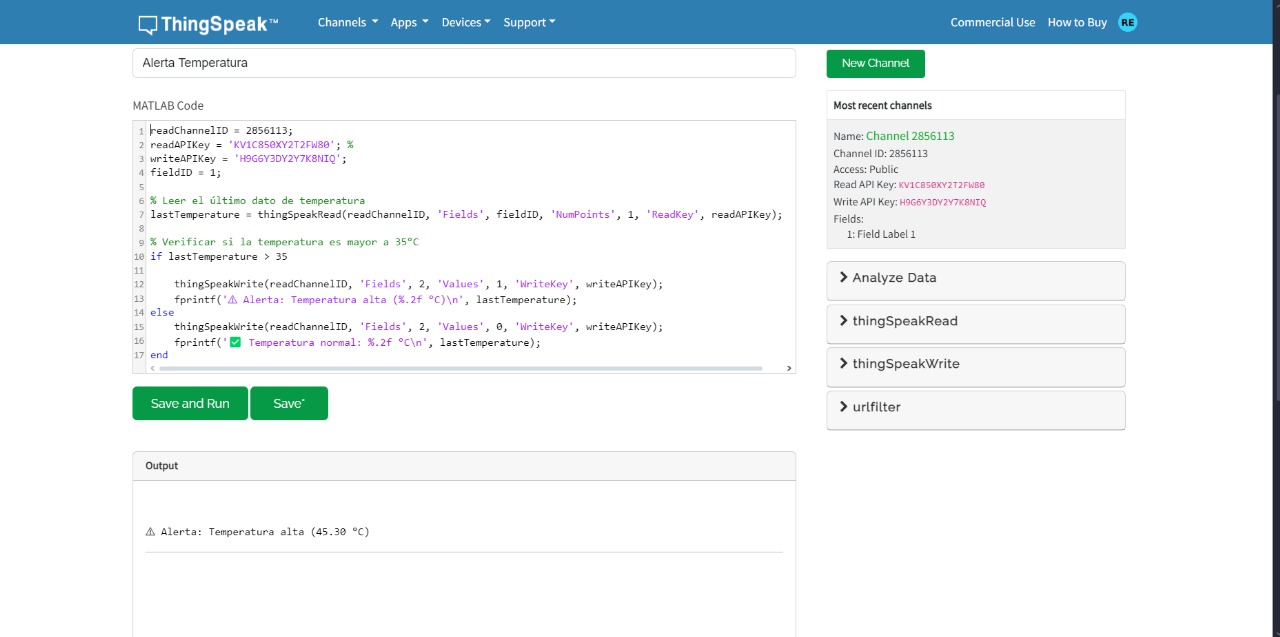 ThingSpeak™ Channels Apps Devices Support Commercial Use How to Buy RE
Alerta Temperatura
MATLAB Code
1 readChannelID = 2856113;
2 readAPIKey = 'KV1C850XY2T2FW80'; %
3 writeAPIKey = 'H9G6Y3DY2Y7K8NIQ';
4 fieldID = 1;
5
6 % Leer el último dato de temperatura
7 lastTemperature = thingSpeakRead(readChannelID, 'Fields', fieldID, 'NumPoints', 1, 'ReadKey', readAPIKey);
8
9 % Verificar si la temperatura es mayor a 35°C
10 if lastTemperature > 35
11
12 thingSpeakWrite(readChannelID, 'Fields', 2, 'Values', 1, 'WriteKey', writeAPIKey);
13 fprintf('⚠ Alerta: Temperatura alta (%.2f °C)\n', lastTemperature);
14 else
15 thingSpeakWrite(readChannelID, 'Fields', 2, 'Values', 0, 'WriteKey', writeAPIKey);
16 fprintf('✅ Temperatura normal: %.2f °C\n', lastTemperature);
17 end
Save and Run Save*
Output
⚠ Alerta: Temperatura alta (45.30 °C)
New Channel
Most recent channels
Name: Channel 2856113
Channel ID: 2856113
Access: Public
Read API Key: KV1C850XY2T2FW80
Write API Key: H9G6Y3DY2Y7K8NIQ
Fields:
1: Field Label 1
Analyze Data
thingSpeakRead
thingSpeakWrite
urlfilter